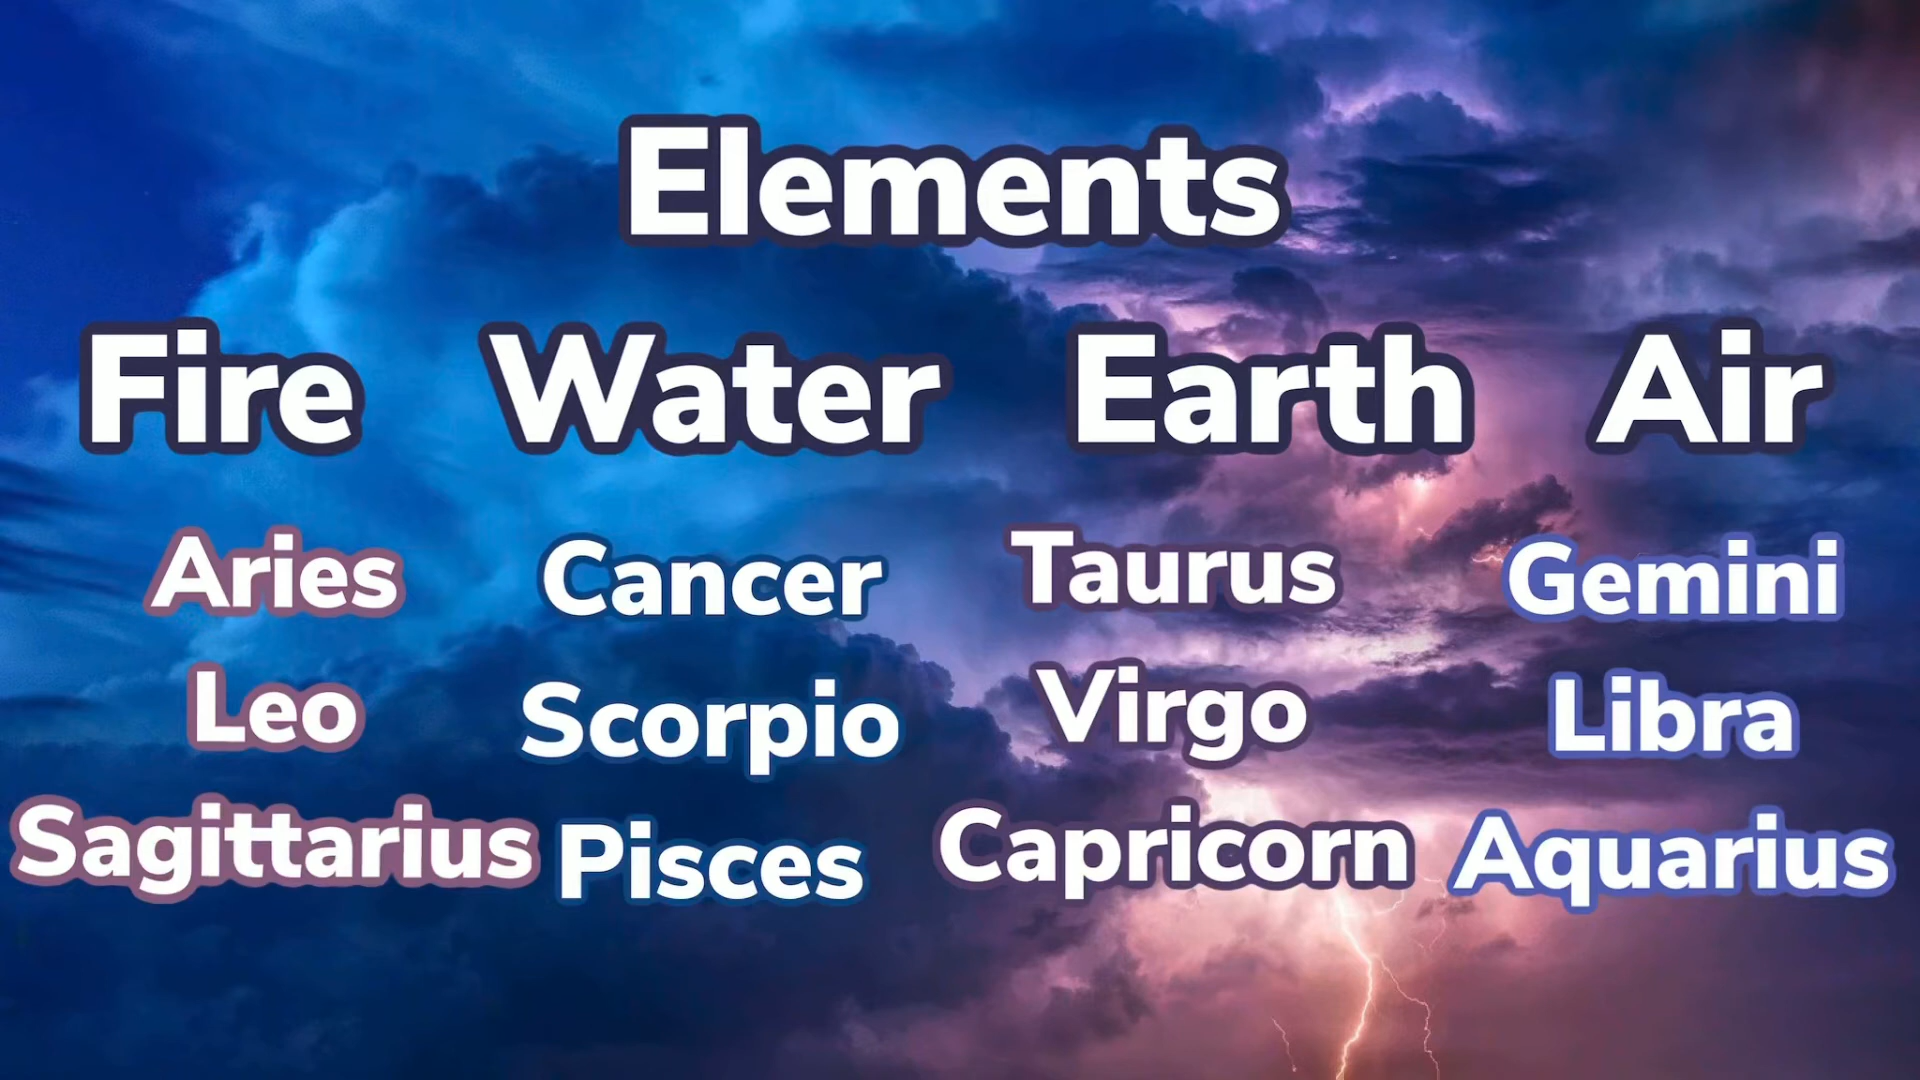 Elements
Fire Water Earth Air
Aries Cancer Taurus Gemini
Leo Scorpio Virgo Libra
Sagittarius Pisces Capricorn Aquarius